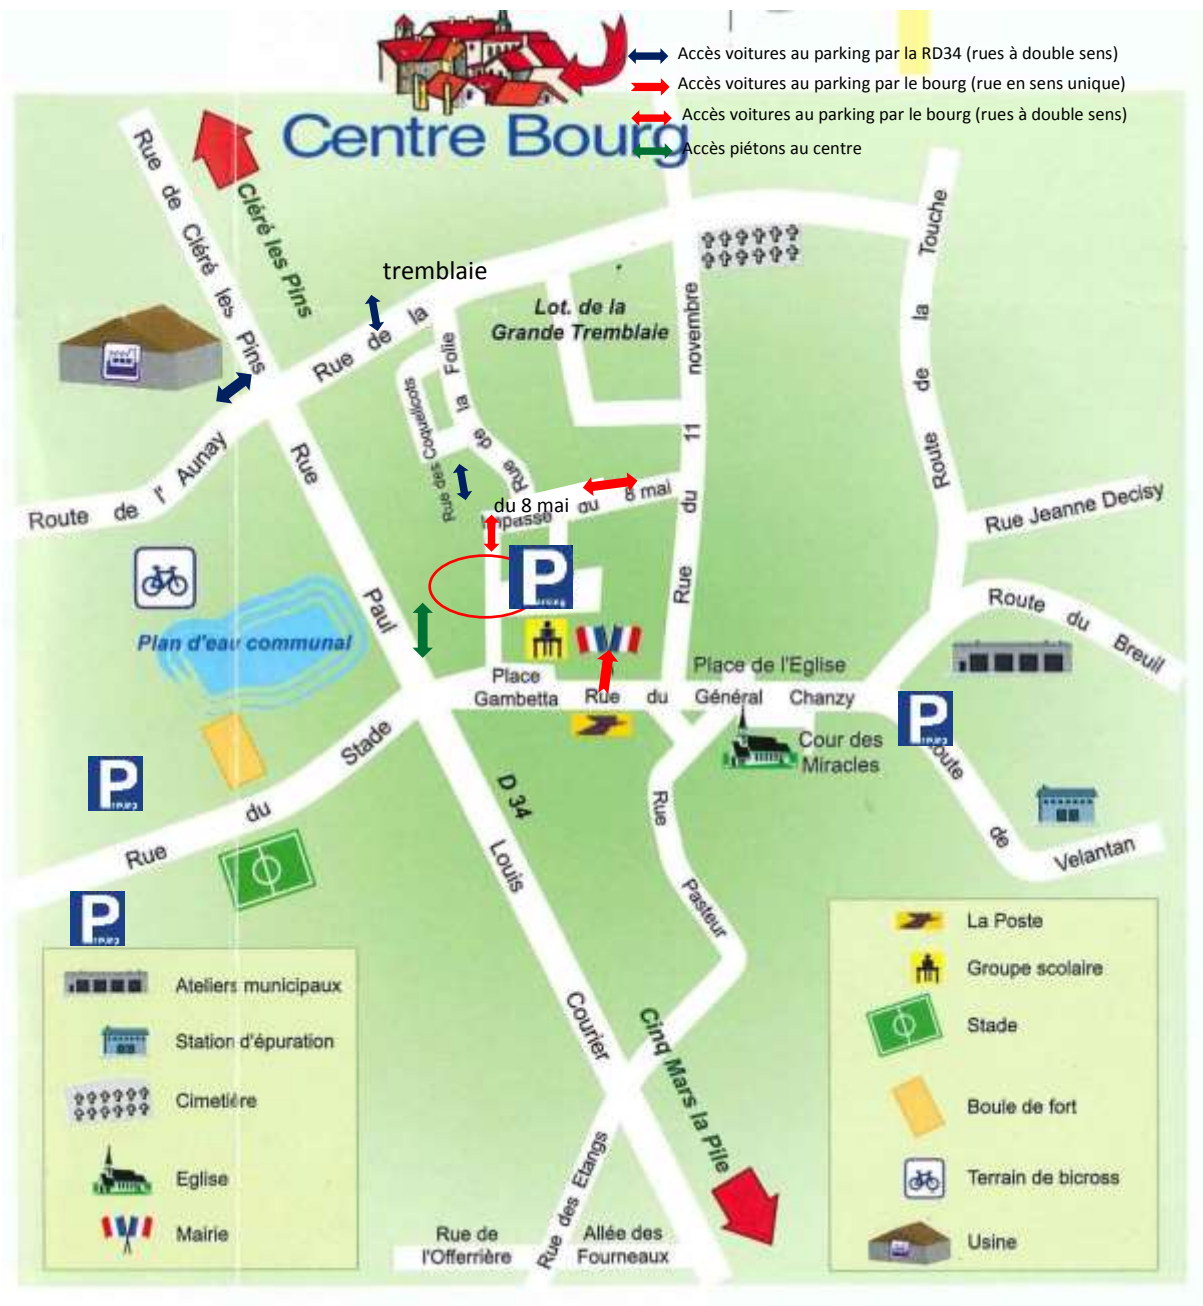 Accès voitures au parking par la RD34 (rues à double sens)
Accès voitures au parking par le bourg (rue en sens unique)
Accès voitures au parking par le bourg (rues à double sens)
Accès piétons au centre
Centre Bourg
Rue de Cléré les Pins
Cléré les Pins
tremblaie
Rue de la
Lot. de la
Grande Tremblaie
Rue de la Folie
Rue des Coquelicots
Rue du 11 novembre
Route de la Touche
Route de l' Aunay
du 8 mai
Impasse du 8 mai
Rue Jeanne Decisy
Route du Breuil
Plan d'eau communal
P
Rue Paul Louis Courier
D 34
Place
Gambetta
Rue du Général Chanzy
Place de l'Eglise
Cour des
Miracles
P
Route de Velantan
Rue du Stade
P
P
Rue Pasteur
Cinq Mars la Pile
Rue des Etangs
Rue de
l'Offerrière
Allée des
Fourneaux
Ateliers municipaux
Station d'épuration
Cimetière
Eglise
Mairie
La Poste
Groupe scolaire
Stade
Boule de fort
Terrain de bicross
Usine